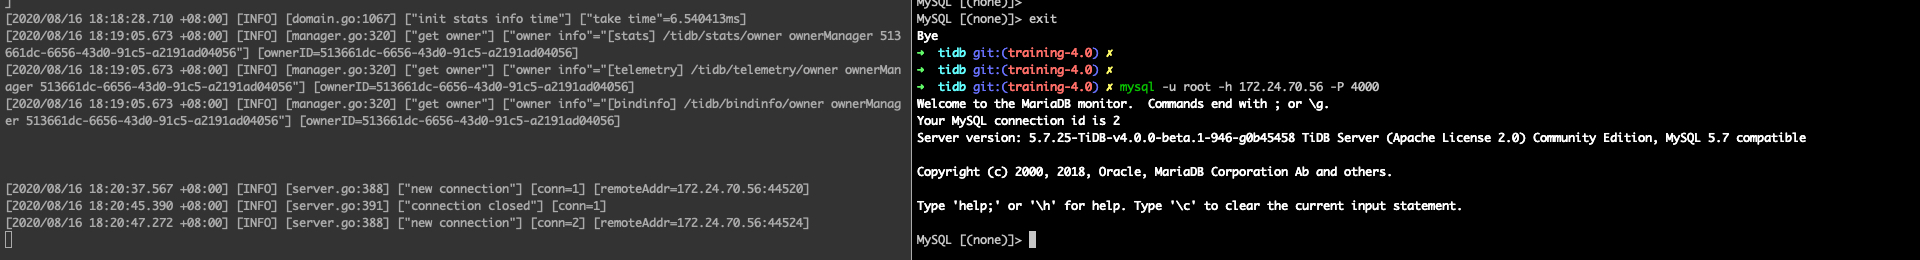 ]
[2020/08/16 18:18:28.710 +08:00] [INFO] [domain.go:1067] ["init stats info time"] ["take time"=6.540413ms]
[2020/08/16 18:19:05.673 +08:00] [INFO] [manager.go:320] ["get owner"] ["owner info"="[stats] /tidb/stats/owner ownerManager 513
661dc-6656-43d0-91c5-a2191ad04056"] [ownerID=513661dc-6656-43d0-91c5-a2191ad04056]
[2020/08/16 18:19:05.673 +08:00] [INFO] [manager.go:320] ["get owner"] ["owner info"="[telemetry] /tidb/telemetry/owner ownerMan
ager 513661dc-6656-43d0-91c5-a2191ad04056"] [ownerID=513661dc-6656-43d0-91c5-a2191ad04056]
[2020/08/16 18:19:05.673 +08:00] [INFO] [manager.go:320] ["get owner"] ["owner info"="[bindinfo] /tidb/bindinfo/owner ownerManag
er 513661dc-6656-43d0-91c5-a2191ad04056"] [ownerID=513661dc-6656-43d0-91c5-a2191ad04056]
[2020/08/16 18:20:37.567 +08:00] [INFO] [server.go:388] ["new connection"] [conn=1] [remoteAddr=172.24.70.56:44520]
[2020/08/16 18:20:45.390 +08:00] [INFO] [server.go:391] ["connection closed"] [conn=1]
[2020/08/16 18:20:47.272 +08:00] [INFO] [server.go:388] ["new connection"] [conn=2] [remoteAddr=172.24.70.56:44524]
MySQL [(none)]>
MySQL [(none)]> exit
Bye
➜  tidb git:(training-4.0) ✗
➜  tidb git:(training-4.0) ✗
➜  tidb git:(training-4.0) ✗ mysql -u root -h 172.24.70.56 -P 4000
Welcome to the MariaDB monitor.  Commands end with ; or \g.
Your MySQL connection id is 2
Server version: 5.7.25-TiDB-v4.0.0-beta.1-946-g0b45458 TiDB Server (Apache License 2.0) Community Edition, MySQL 5.7 compatible
Copyright (c) 2000, 2018, Oracle, MariaDB Corporation Ab and others.
Type 'help;' or '\h' for help. Type '\c' to clear the current input statement.
MySQL [(none)]>